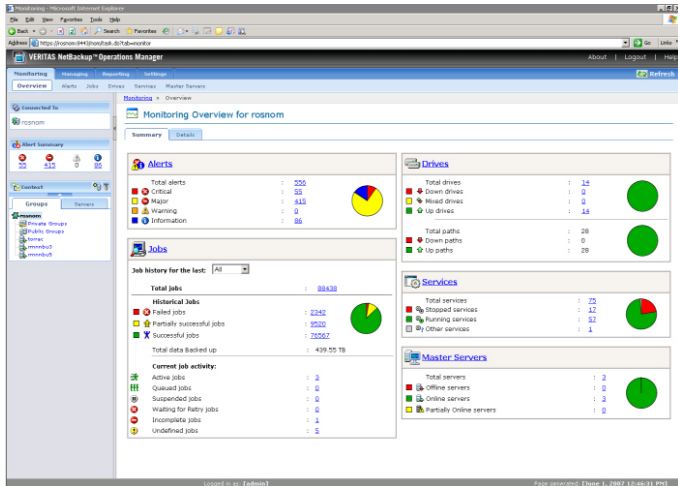 Monitoring - Microsoft Internet Explorer
File Edit View Favorites Tools Help
Back Search Favorites
Address https://rosnom:8443/nom/task.do?tab=monitor Go Links
VERITAS NetBackup™ Operations Manager About | Logout | Help
Monitoring Managing Reporting Settings Refresh
Overview Alerts Jobs Drives Services Master Servers
Connected To
rosnom
Alert Summary
55 415 0 86
Context
Groups Servers
rosnom
Private Groups
Public Groups
torrac
rmnnbu3
rmnnbu5
Monitoring > Overview
Monitoring Overview for rosnom
Summary Details
Alerts
Total alerts : 556
Critical : 55
Major : 415
Warning : 0
Information : 86
Jobs
Job history for the last: All
Total jobs : 88438
Historical Jobs
Failed jobs : 2342
Partially successful jobs : 9520
Successful jobs : 76567
Total data Backed up : 439.55 TB
Current job activity:
Active jobs : 3
Queued jobs : 0
Suspended jobs : 0
Waiting for Retry jobs : 0
Incomplete jobs : 1
Undefined jobs : 5
Drives
Total drives : 14
Down drives : 0
Mixed drives : 0
Up drives : 14
Total paths : 28
Down paths : 0
Up paths : 28
Services
Total services : 75
Stopped services : 17
Running services : 57
Other services : 1
Master Servers
Total servers : 3
Offline servers : 0
Online servers : 3
Partially Online servers : 0
Logged in as: [admin] Page generated: [June 1, 2007 12:46:31 PM]